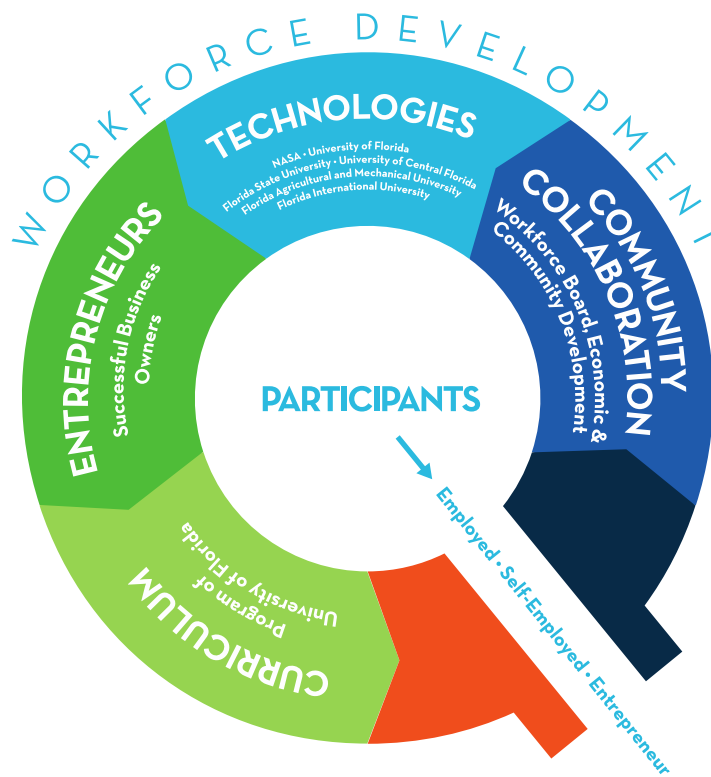 WORKFORCE DEVELOPMENT
TECHNOLOGIES
NASA • University of Florida
Florida State University • University of Central Florida
Florida Agricultural and Mechanical University
Florida International University
COMMUNITY
COLLABORATION
Workforce Board, Economic &
Community Development
ENTREPRENEURS
Successful Business
Owners
PARTICIPANTS
Employed • Self-Employed • Entrepreneur
CURRICULUM
Program of
University of Florida